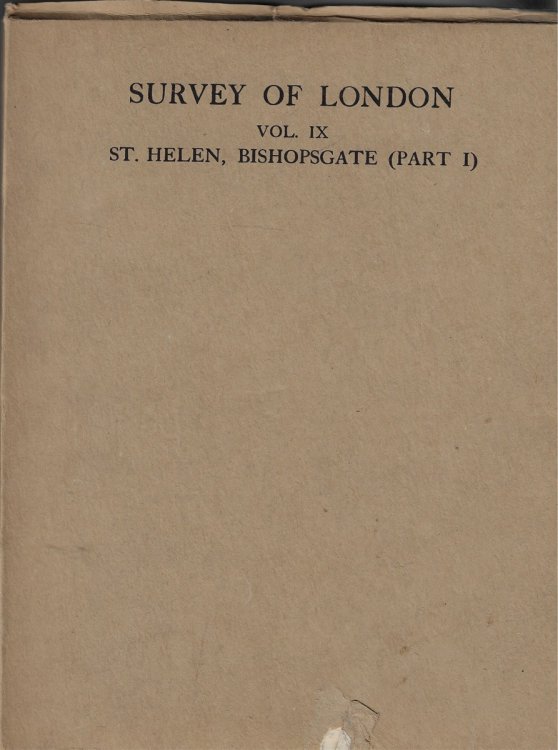 SURVEY OF LONDON
VOL. IX
ST. HELEN, BISHOPSGATE (PART I)